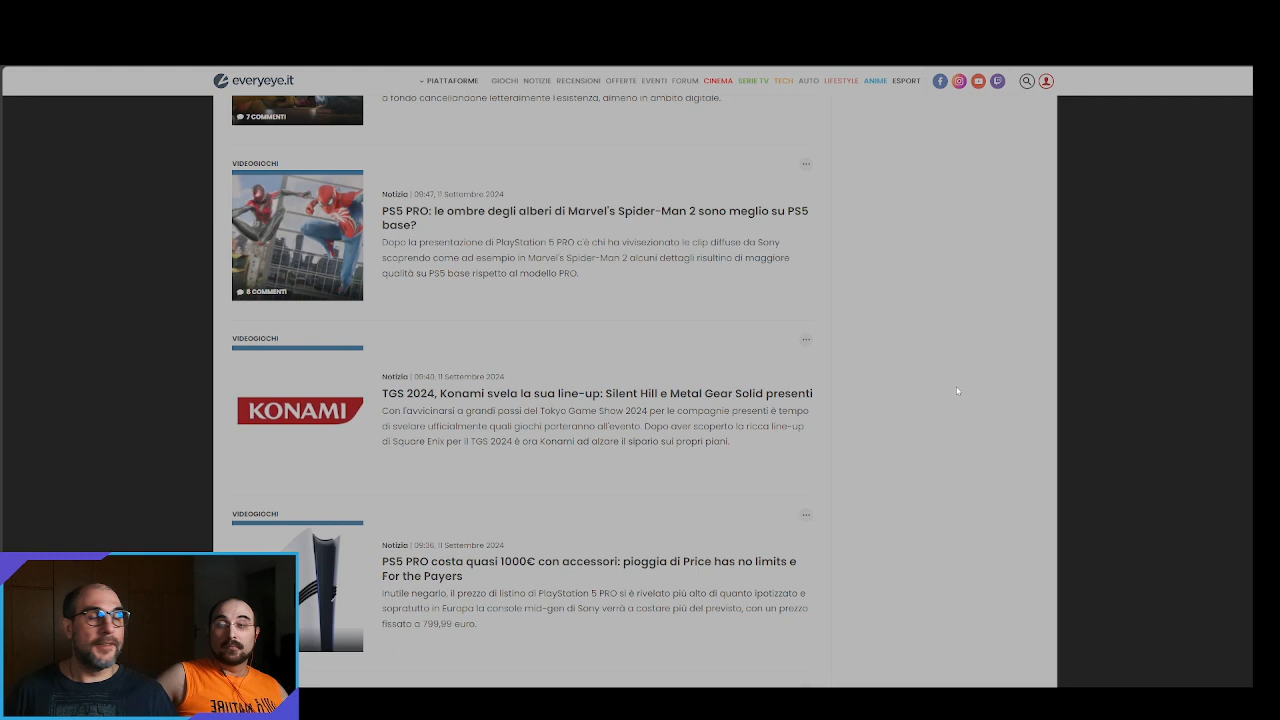 everyeye.it
PIATTAFORME GIOCHI NOTIZIE RECENSIONI OFFERTE EVENTI FORUM CINEMA SERIE TV TECH AUTO LIFESTYLE ANIME ESPORT
a fondo cancellandone letteralmente l'esistenza, almeno in ambito digitale.
7 COMMENTI
VIDEOGIOCHI
Notizia | 09:47, 11 Settembre 2024
PS5 PRO: le ombre degli alberi di Marvel's Spider-Man 2 sono meglio su PS5
base?
Dopo la presentazione di PlayStation 5 PRO c'è chi ha vivisezionato le clip diffuse da Sony
scoprendo come ad esempio in Marvel's Spider-Man 2 alcuni dettagli risultino di maggiore
qualità su PS5 base rispetto al modello PRO.
8 COMMENTI
VIDEOGIOCHI
Notizia | 09:40, 11 Settembre 2024
TGS 2024, Konami svela la sua line-up: Silent Hill e Metal Gear Solid presenti
Con l'avvicinarsi a grandi passi del Tokyo Game Show 2024 per le compagnie presenti è tempo
di svelare ufficialmente quali giochi porteranno all'evento. Dopo aver scoperto la ricca line-up
di Square Enix per il TGS 2024 è ora Konami ad alzare il sipario sui propri piani.
KONAMI
VIDEOGIOCHI
Notizia | 09:36, 11 Settembre 2024
PS5 PRO costa quasi 1000€ con accessori: pioggia di Price has no limits e
For the Payers
Inutile negarlo, il prezzo di listino di PlayStation 5 PRO si è rivelato più alto di quanto ipotizzato e
sopratutto in Europa la console mid-gen di Sony verrà a costare più del previsto, con un prezzo
fissato a 799,99 euro.